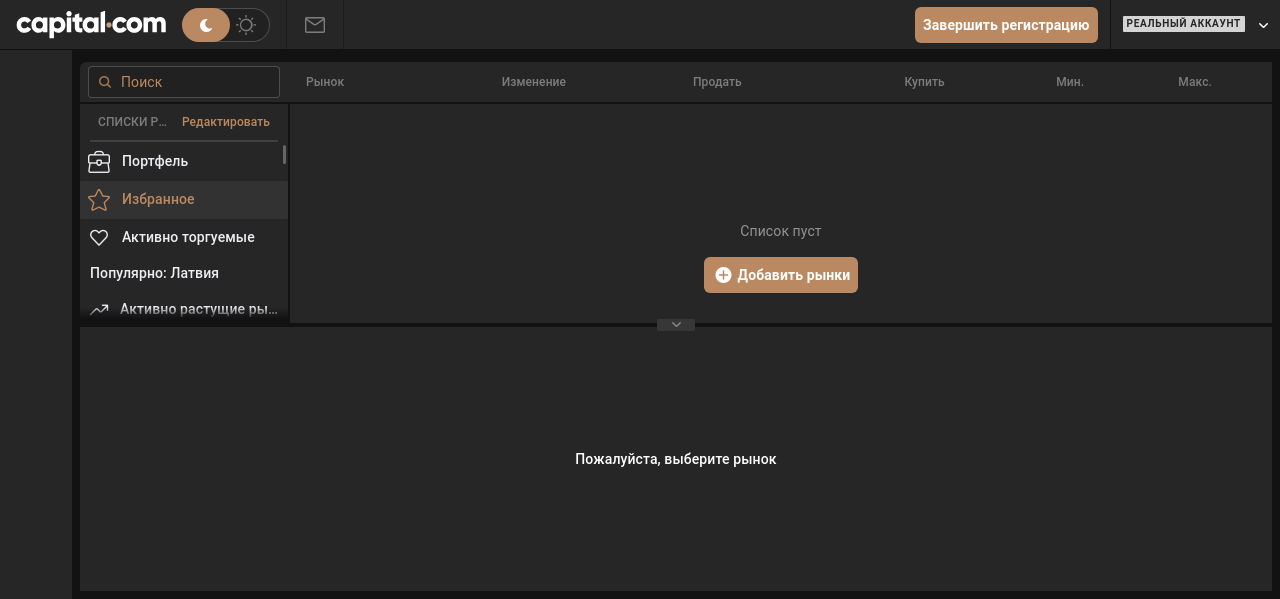 capital.com
Завершить регистрацию
РЕАЛЬНЫЙ АККАУНТ
Поиск
Рынок
Изменение
Продать
Купить
Мин.
Макс.
СПИСКИ Р...
Редактировать
Портфель
Избранное
Активно торгуемые
Популярно: Латвия
Активно растущие ры...
Список пуст
Добавить рынки
Пожалуйста, выберите рынок